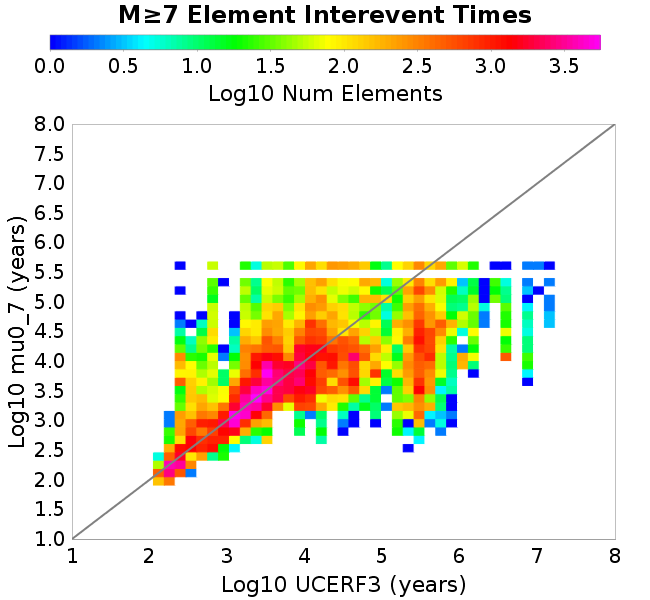 M≥7 Element Interevent Times
0.0 0.5 1.0 1.5 2.0 2.5 3.0 3.5
Log10 Num Elements
8.0
7.5
7.0
6.5
6.0
5.5
5.0
4.5
4.0
3.5
3.0
2.5
2.0
1.5
1.0
Log10 mu0_7 (years)
1 2 3 4 5 6 7 8
Log10 UCERF3 (years)